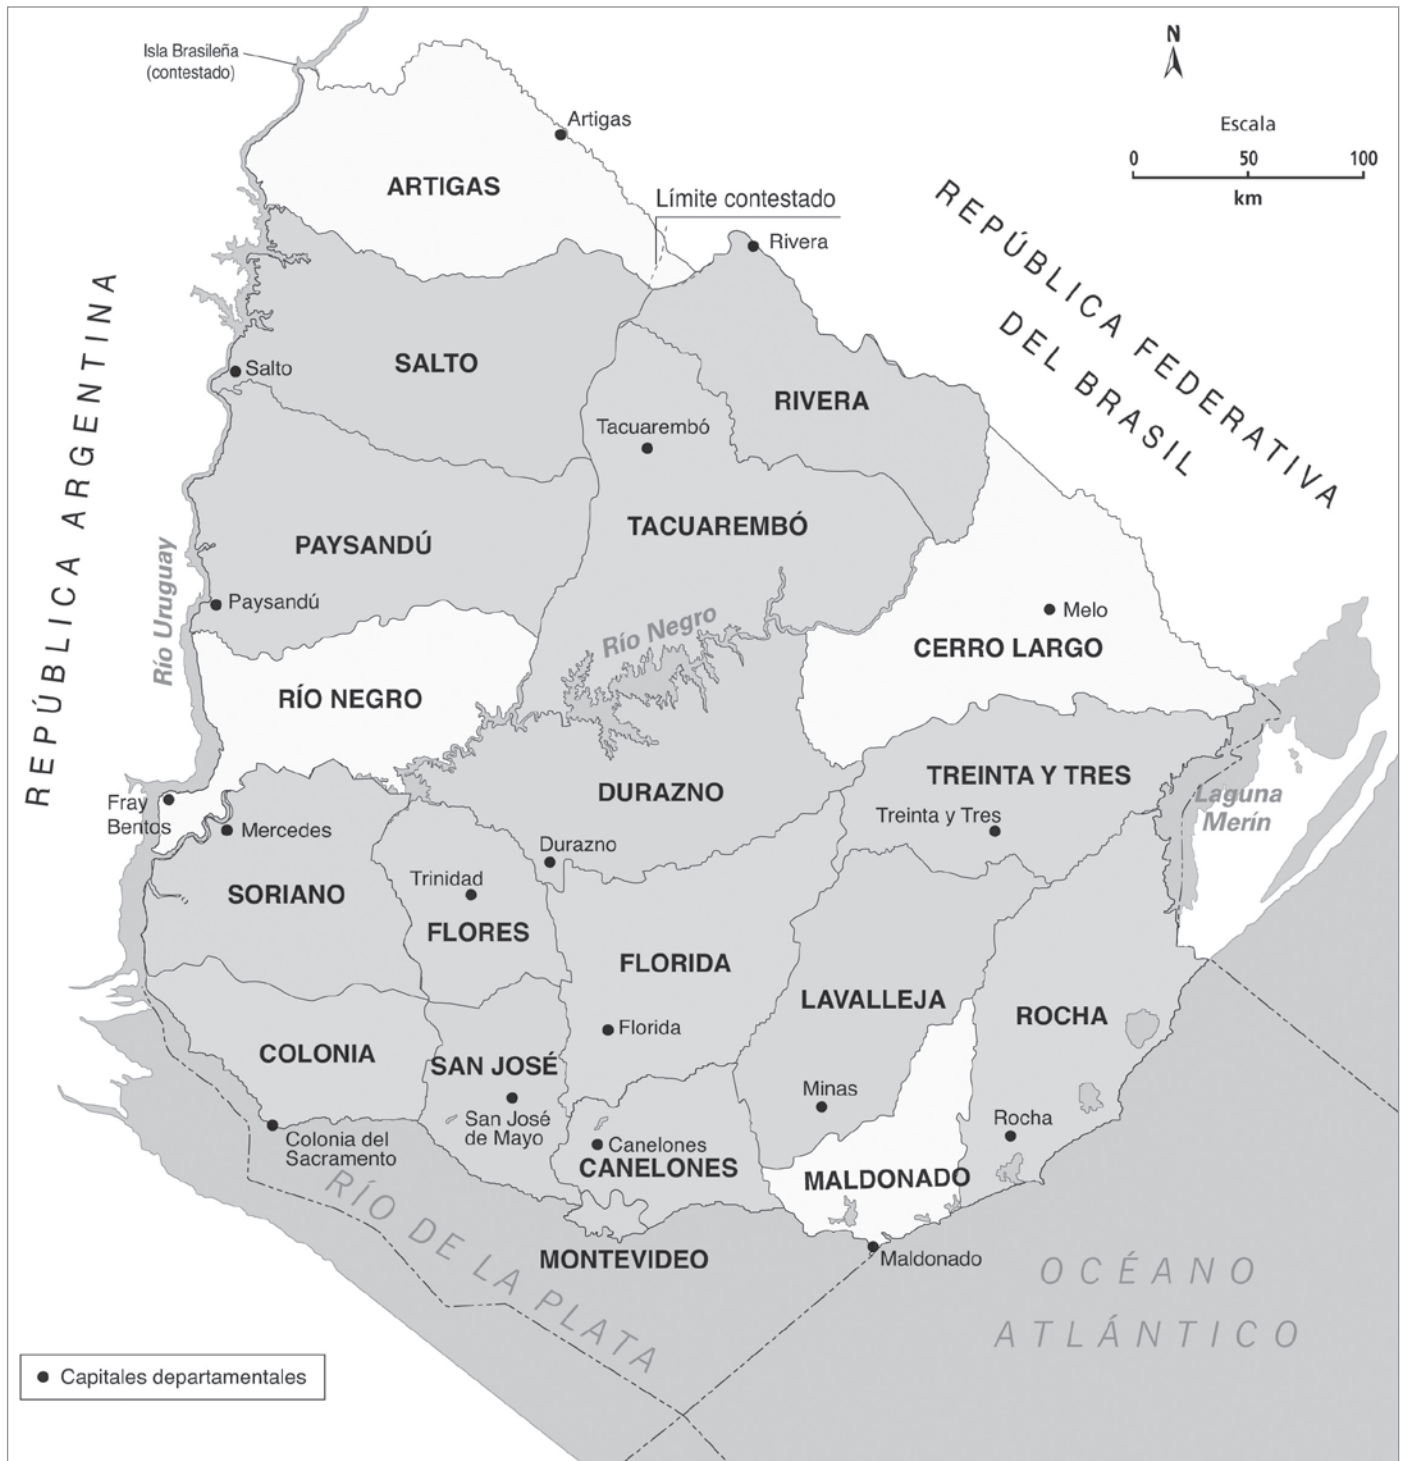 Isla Brasileña
(contestado)
N
Artigas
Escala
0 50 100
km
ARTIGAS
Límite contestado
Rivera
REPÚBLICA FEDERATIVA
DEL BRASIL
REPÚBLICA ARGENTINA
SALTO
Salto
RIVERA
Tacuarembó
TACUAREMBÓ
PAYSANDÚ
Río Uruguay
Paysandú
Río Negro
Melo
CERRO LARGO
RÍO NEGRO
DURAZNO
TREINTA Y TRES
Treinta y Tres
Laguna
Merín
Fray
Bentos
Mercedes
Durazno
Trinidad
SORIANO
FLORES
FLORIDA
LAVALLEJA
ROCHA
Florida
COLONIA
SAN JOSÉ
Minas
San José
de Mayo
Rocha
Colonia del
Sacramento
Canelones
CANELONES
MALDONADO
RÍO DE LA PLATA
MONTEVIDEO
Maldonado
OCÉANO
ATLÁNTICO
Capitales departamentales